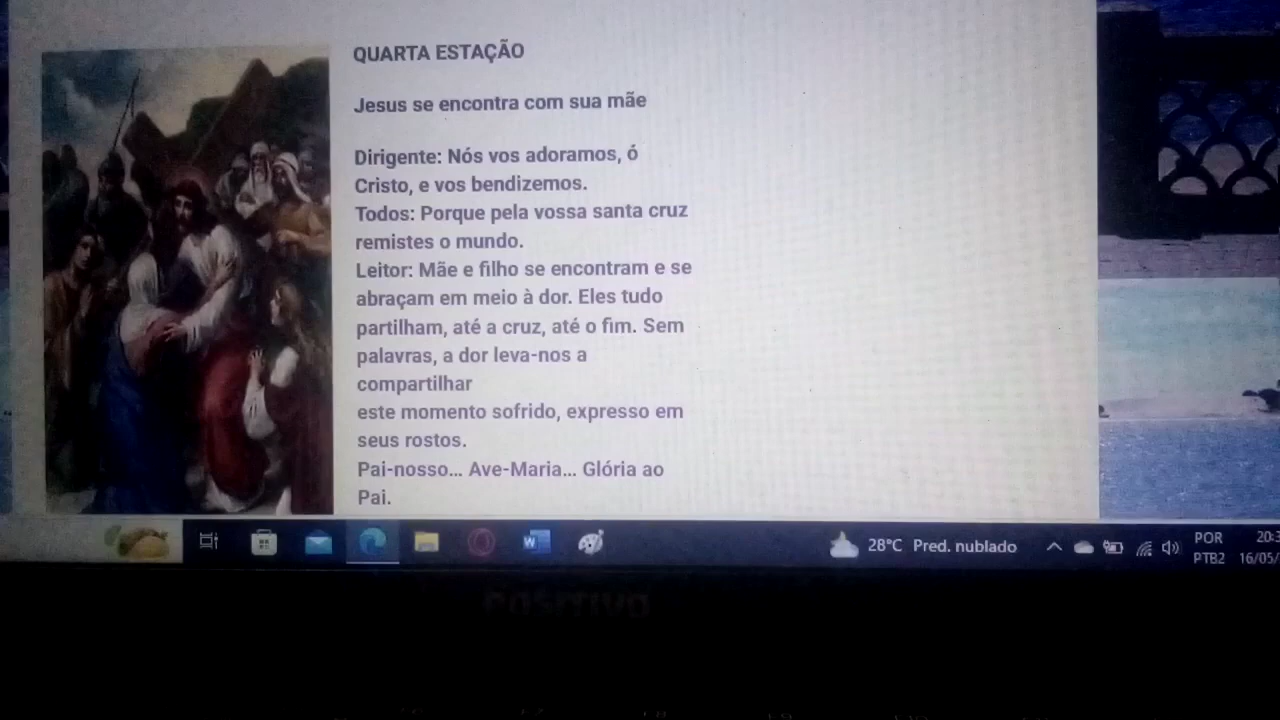 QUARTA ESTAÇÃO
Jesus se encontra com sua mãe
Dirigente: Nós vos adoramos, ó
Cristo, e vos bendizemos.
Todos: Porque pela vossa santa cruz
remistes o mundo.
Leitor: Mãe e filho se encontram e se
abraçam em meio à dor. Eles tudo
partilham, até a cruz, até o fim. Sem
palavras, a dor leva-nos a
compartilhar
este momento sofrido, expresso em
seus rostos.
Pai-nosso... Ave-Maria... Glória ao
Pai.
28°C Pred. nublado
POR
PTB2
20:3
16/05/
positivo